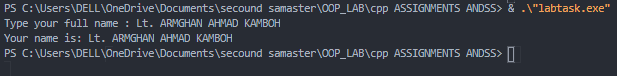 PS C:\Users\DELL\OneDrive\Documents\secound samaster\OOP_LAB\cpp ASSIGNMENTS ANDSS> & .\"labtask.exe"
Type your full name : Lt. ARMGHAN AHMAD KAMBOH
Your name is: Lt. ARMGHAN AHMAD KAMBOH
PS C:\Users\DELL\OneDrive\Documents\secound samaster\OOP_LAB\cpp ASSIGNMENTS ANDSS>